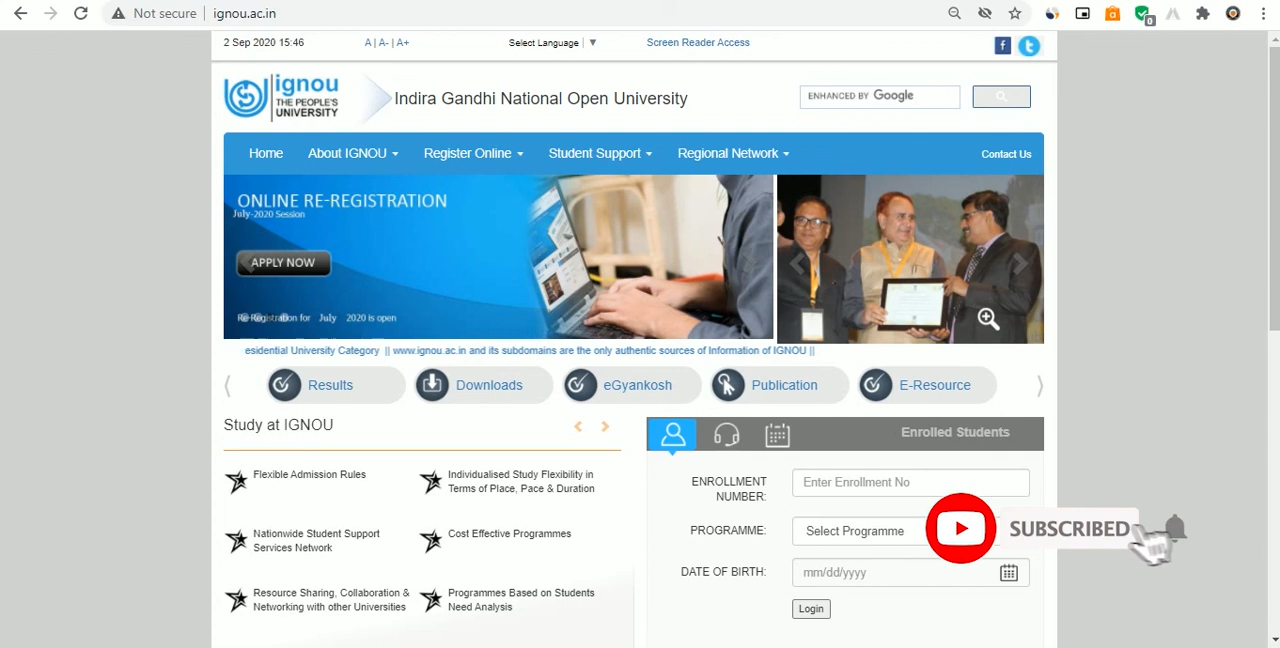 Not secure | ignou.ac.in
0
2 Sep 2020 15:46
A | A- | A+
Select Language ▼
Screen Reader Access
f t
ignou
THE PEOPLE'S
UNIVERSITY
Indira Gandhi National Open University
ENHANCED BY Google
Home
About IGNOU
Register Online
Student Support
Regional Network
Contact Us
ONLINE RE-REGISTRATION
July-2020 Session
APPLY NOW
Re-Registration for July 2020 is open
esidential University Category || www.ignou.ac.in and its subdomains are the only authentic sources of Information of IGNOU ||
Results
Downloads
eGyankosh
Publication
E-Resource
Study at IGNOU
Flexible Admission Rules
Individualised Study Flexibility in
Terms of Place, Pace & Duration
Nationwide Student Support
Services Network
Cost Effective Programmes
Resource Sharing, Collaboration &
Networking with other Universities
Programmes Based on Students
Need Analysis
Enrolled Students
ENROLLMENT
NUMBER:
Enter Enrollment No
PROGRAMME:
Select Programme
SUBSCRIBED
DATE OF BIRTH:
mm/dd/yyyy
Login